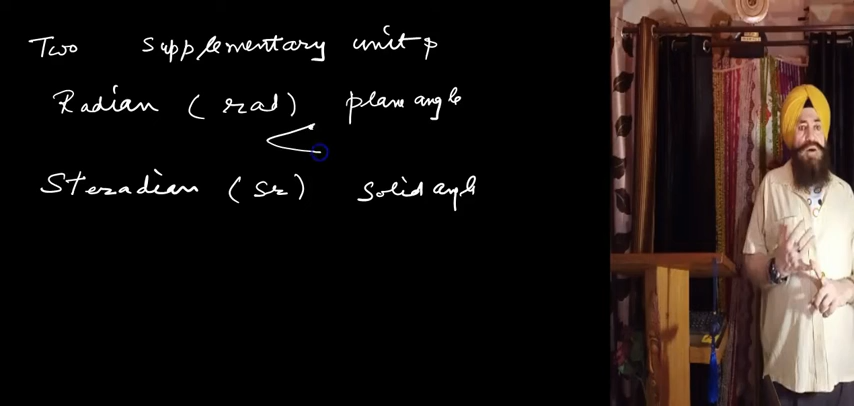 Two Supplementary unit
Radian (rad) plane angle
Steradian (sr) Solid angle